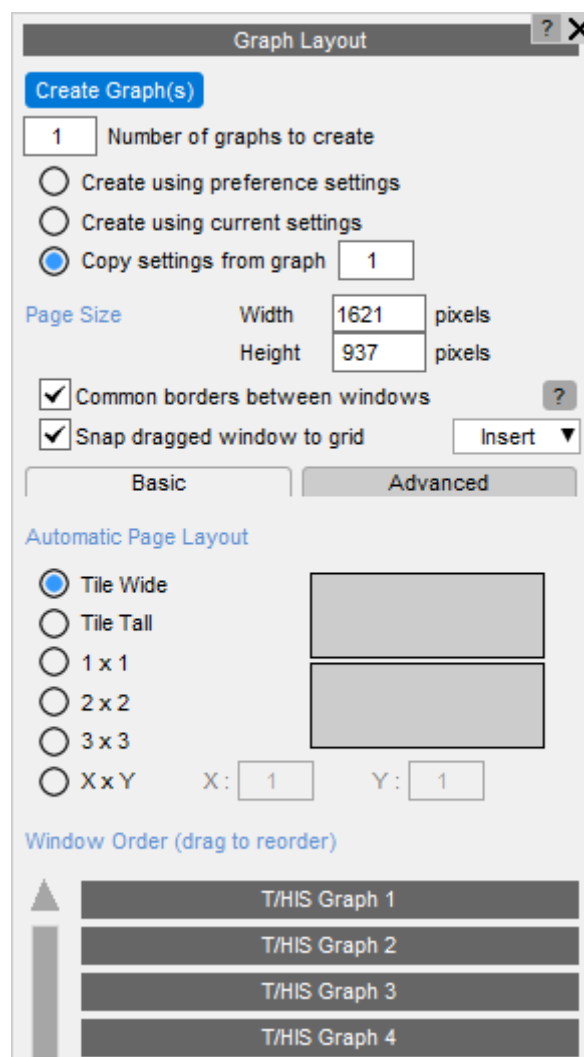 Graph Layout ?
Create Graph(s)
1 Number of graphs to create
Create using preference settings
Create using current settings
Copy settings from graph 1
Page Size Width 1621 pixels
Height 937 pixels
Common borders between windows ?
Snap dragged window to grid Insert
Basic Advanced
Automatic Page Layout
Tile Wide
Tile Tall
1 x 1
2 x 2
3 x 3
X x Y X : 1 Y : 1
Window Order (drag to reorder)
T/HIS Graph 1
T/HIS Graph 2
T/HIS Graph 3
T/HIS Graph 4